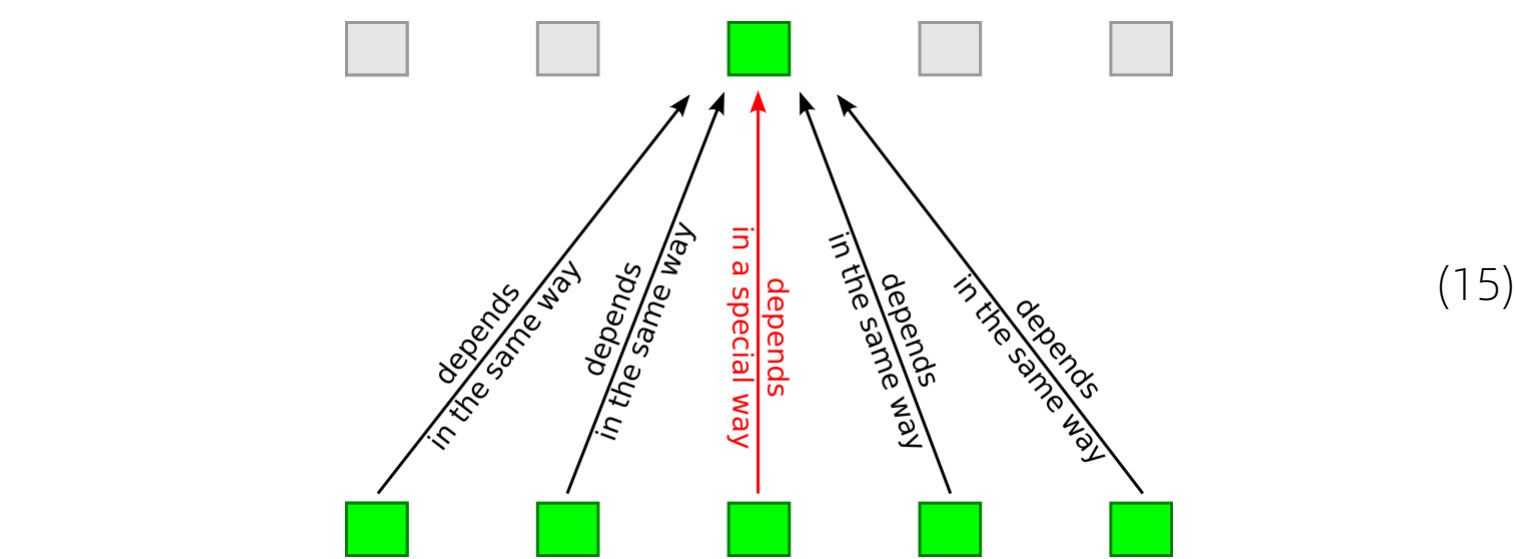 depends
in the same way
depends
in the same way
depends
in a special way
depends
in the same way
depends
in the same way
(15)